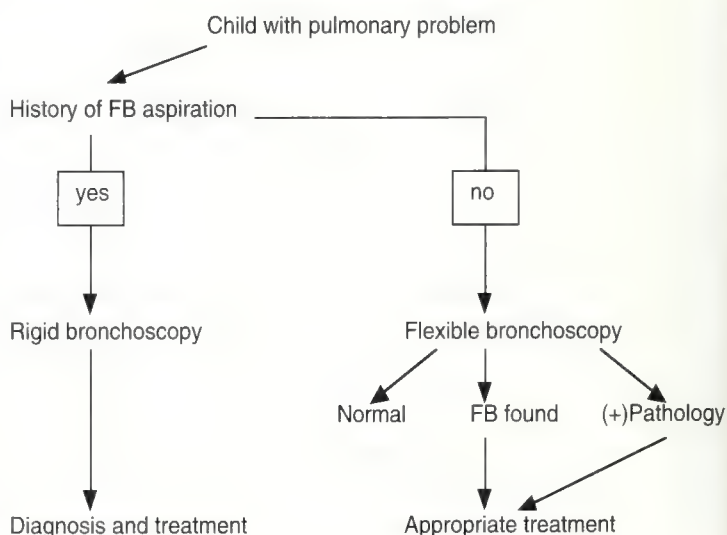 Child with pulmonary problem
History of FB aspiration
yes
no
Rigid bronchoscopy
Flexible bronchoscopy
Normal
FB found
(+)Pathology
Diagnosis and treatment
Appropriate treatment